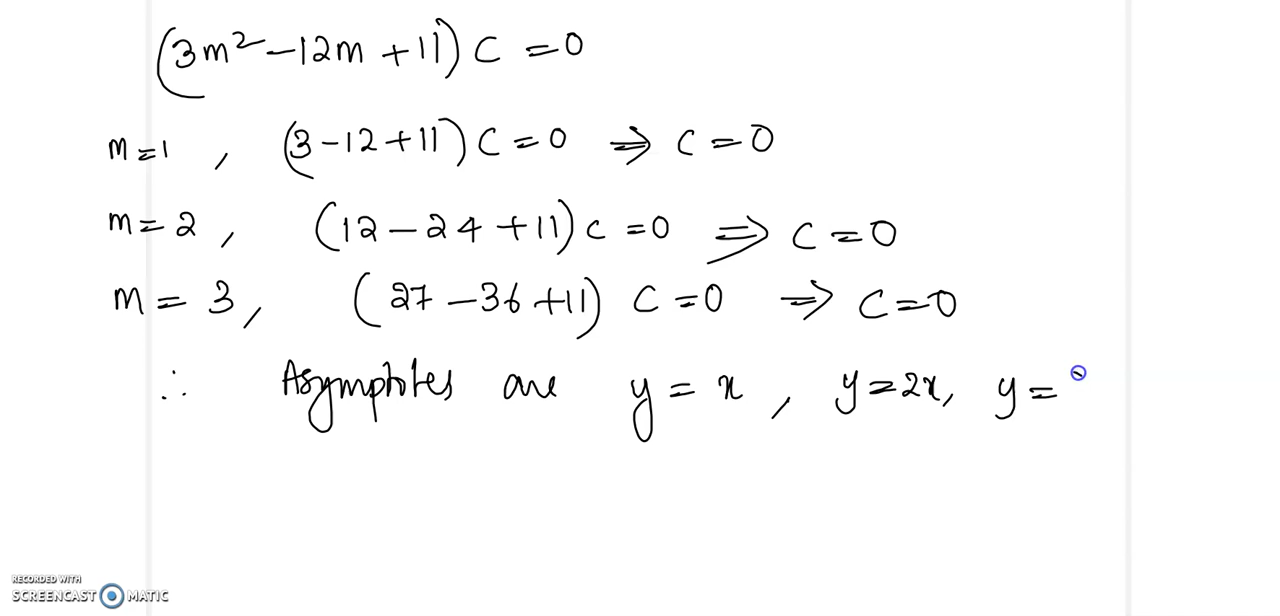 (3m² - 12m + 11) C = 0
m = 1 , (3 - 12 + 11) C = 0 ⇒ C = 0
m = 2 , (12 - 24 + 11) C = 0 ⇒ C = 0
m = 3 , (27 - 36 + 11) C = 0 ⇒ C = 0
∴ Asymptotes are y = x , y = 2x, y =
RECORDED WITH
SCREENCAST MATIC